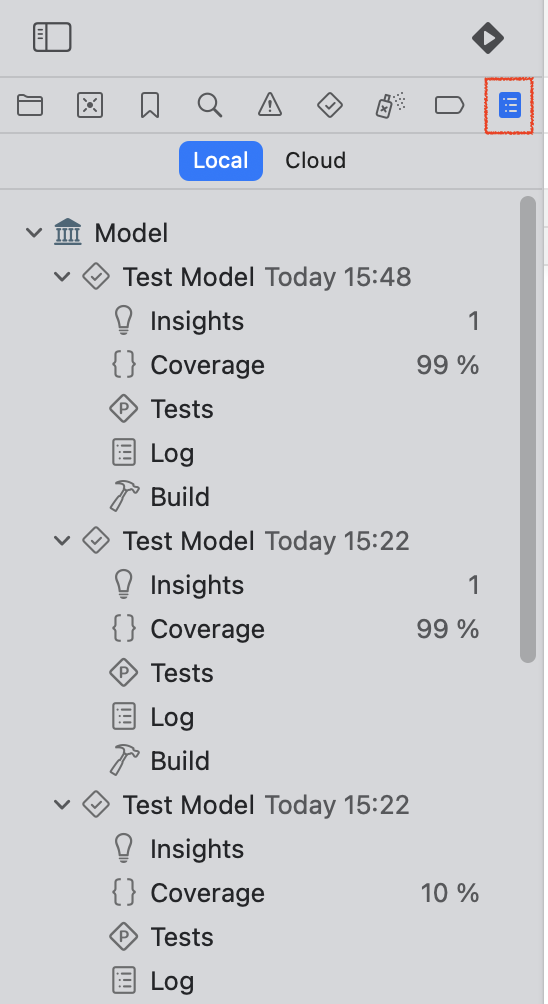 Local Cloud
Model
Test Model Today 15:48
Insights 1
Coverage 99 %
Tests
Log
Build
Test Model Today 15:22
Insights 1
Coverage 99 %
Tests
Log
Build
Test Model Today 15:22
Insights
Coverage 10 %
Tests
Log